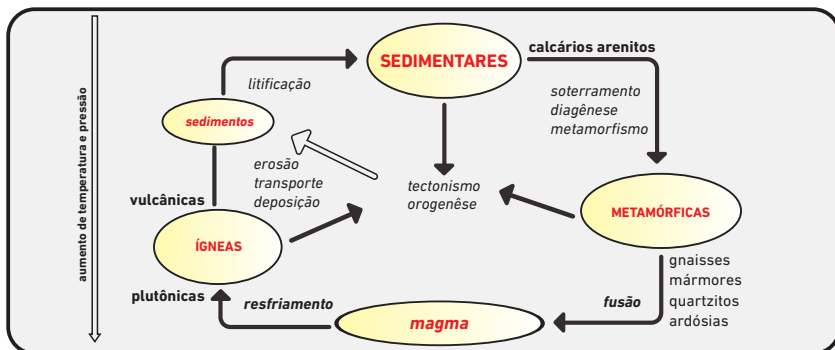 aumento de temperatura e pressão
SEDIMENTARES
calcários arenitos
litificação
soterramento
diagênese
metamorfismo
sedimentos
erosão
transporte
deposição
tectonismo
orogenêse
vulcânicas
METAMÓRFICAS
ÍGNEAS
gnaisses
mármores
quartzitos
ardósias
plutônicas
resfriamento
magma
fusão